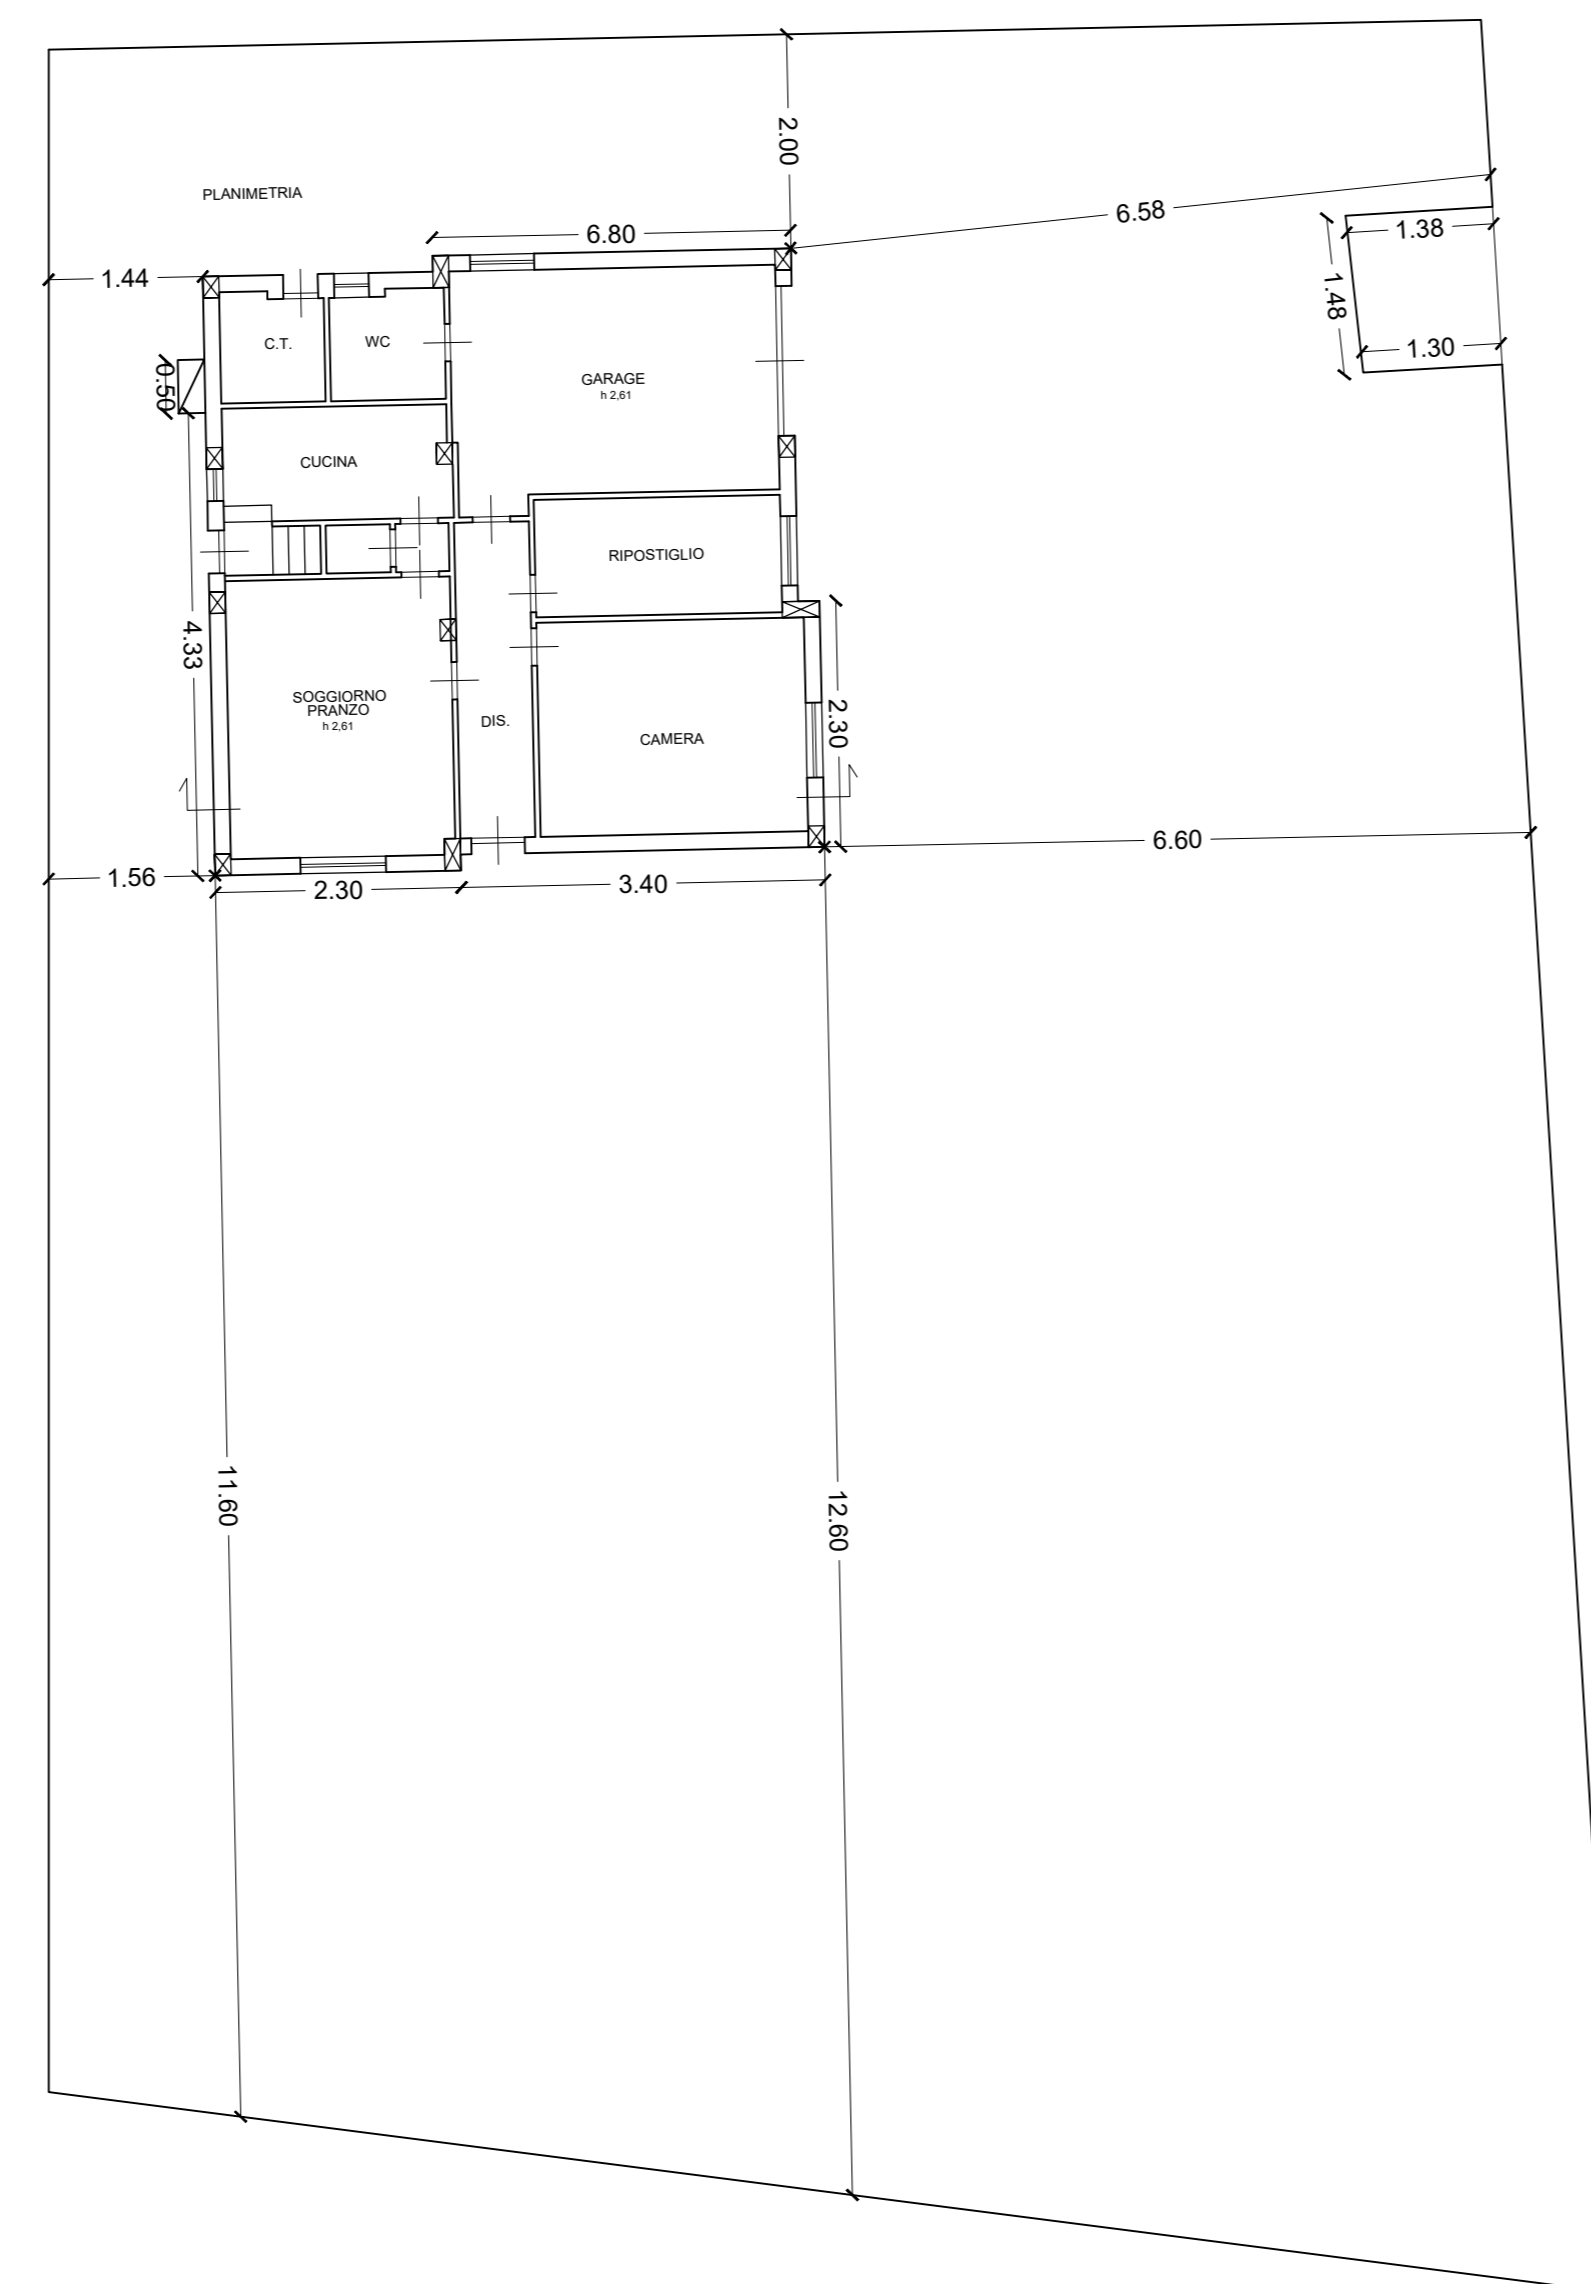 2.00
PLANIMETRIA
6.58
6.80
1.38
1.44
1.48
C.T.
WC
1.30
GARAGE
h 2,61
0.50
CUCINA
RIPOSTIGLIO
4.33
SOGGIORNO
PRANZO
h 2,61
DIS.
CAMERA
2.30
6.60
1.56
2.30
3.40
11.60
12.60